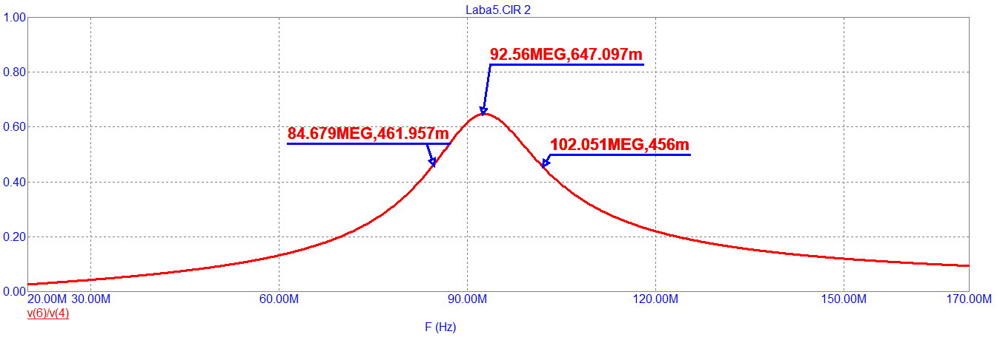 Laba5.CIR 2
1.00
92.56MEG,647.097m
0.80
0.60
84.679MEG,461.957m
102.051MEG,456m
0.40
0.20
0.00
20.00M 30.00M 60.00M 90.00M 120.00M 150.00M 170.00M
v(6)/v(4)
F (Hz)